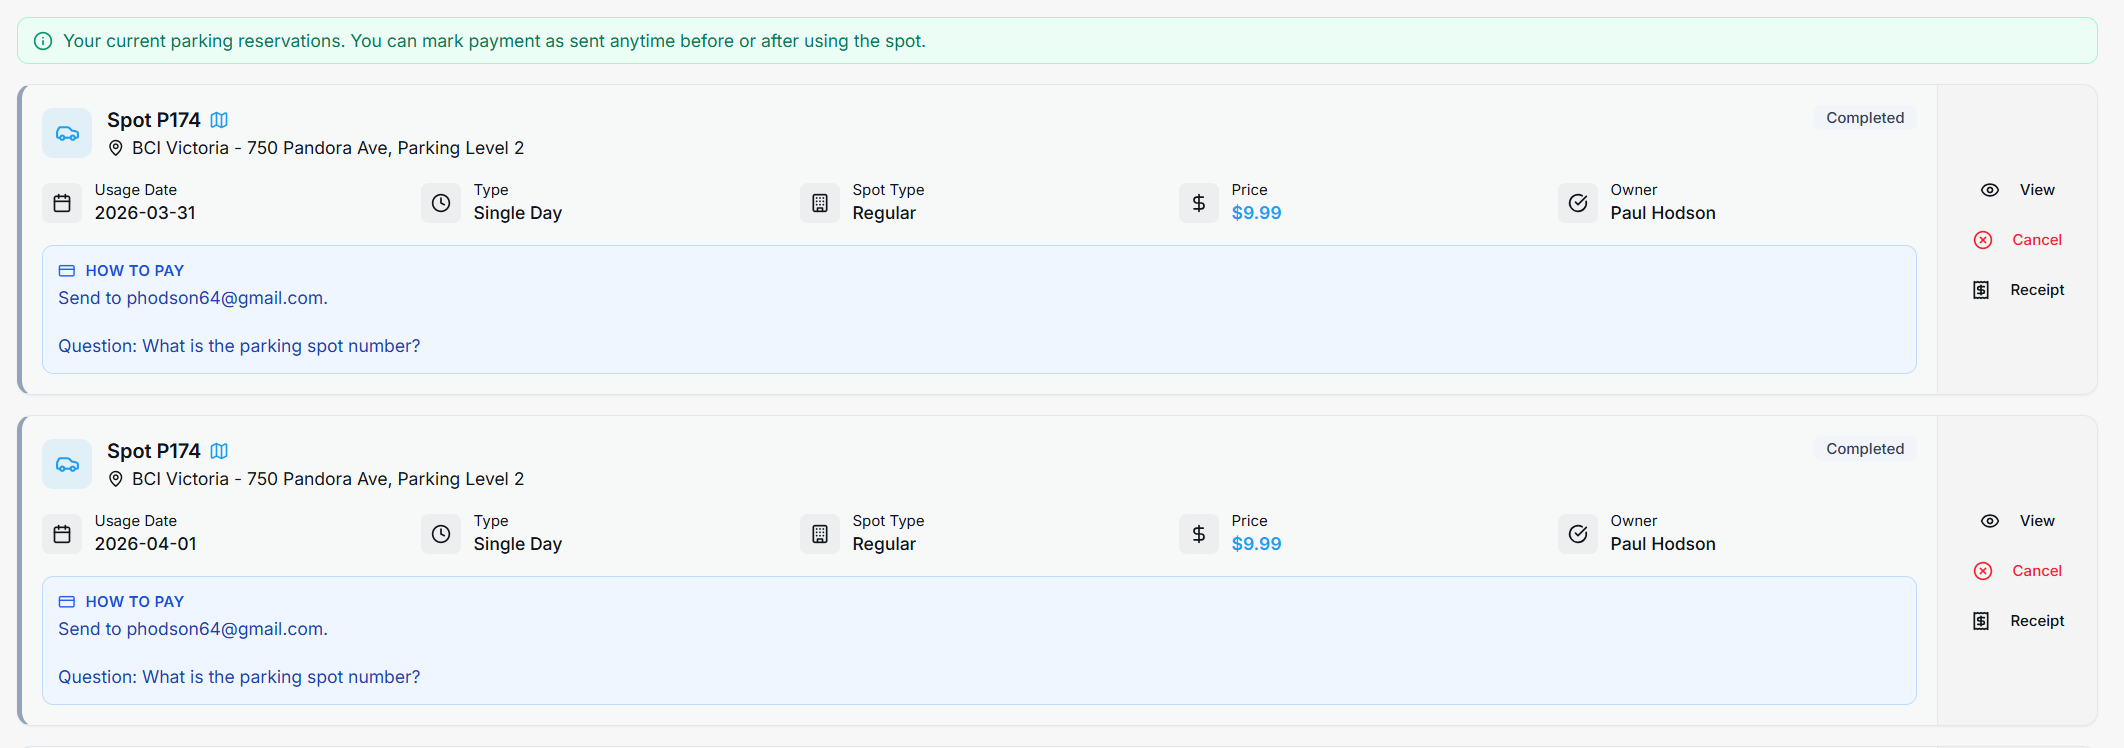 Your current parking reservations. You can mark payment as sent anytime before or after using the spot.
Spot P174
Completed
BCI Victoria - 750 Pandora Ave, Parking Level 2
Usage Date
2026-03-31
Type
Single Day
Spot Type
Regular
Price
$9.99
Owner
Paul Hodson
HOW TO PAY
Send to phodson64@gmail.com.
Question: What is the parking spot number?
View
Cancel
Receipt
Spot P174
Completed
BCI Victoria - 750 Pandora Ave, Parking Level 2
Usage Date
2026-04-01
Type
Single Day
Spot Type
Regular
Price
$9.99
Owner
Paul Hodson
HOW TO PAY
Send to phodson64@gmail.com.
Question: What is the parking spot number?
View
Cancel
Receipt